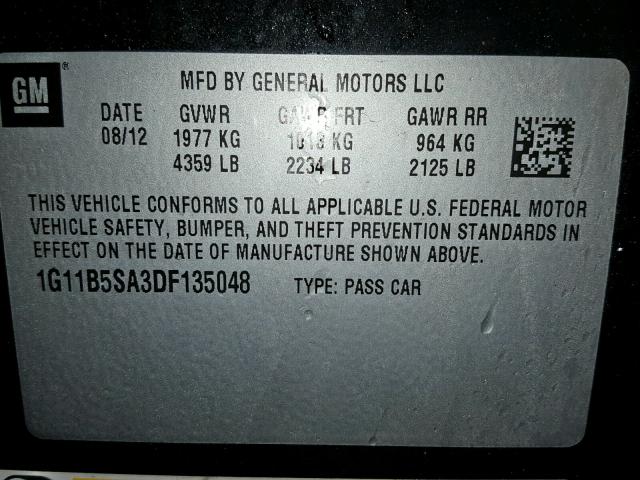 GM ®
MFD BY GENERAL MOTORS LLC
DATE GVWR GAWR FRT GAWR RR
08/12 1977 KG 1013 KG 964 KG
4359 LB 2234 LB 2125 LB
THIS VEHICLE CONFORMS TO ALL APPLICABLE U.S. FEDERAL MOTOR
VEHICLE SAFETY, BUMPER, AND THEFT PREVENTION STANDARDS IN
EFFECT ON THE DATE OF MANUFACTURE SHOWN ABOVE.
1G11B5SA3DF135048 TYPE: PASS CAR